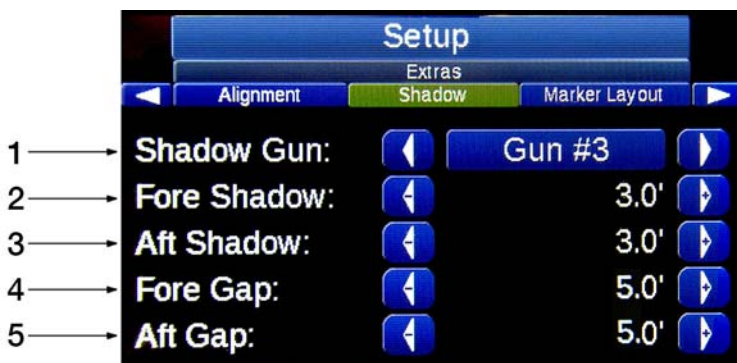 Setup
Extras
Alignment Shadow Marker Layout
1 Shadow Gun: Gun #3
2 Fore Shadow: - 3.0' +
3 Aft Shadow: - 3.0' +
4 Fore Gap: - 5.0' +
5 Aft Gap: - 5.0' +